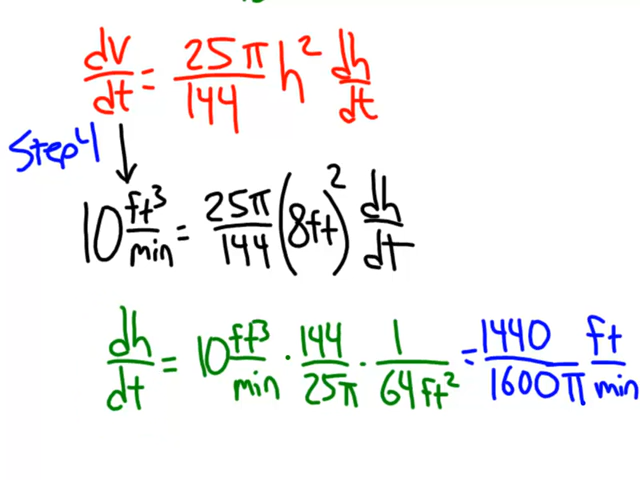 dV/dt = 25π/144 h² dh/dt
Step 4
10 ft³/min = 25π/144 (8ft)² dh/dt
dh/dt = 10 ft³/min · 144/25π · 1/64ft² = 1440/1600π ft/min